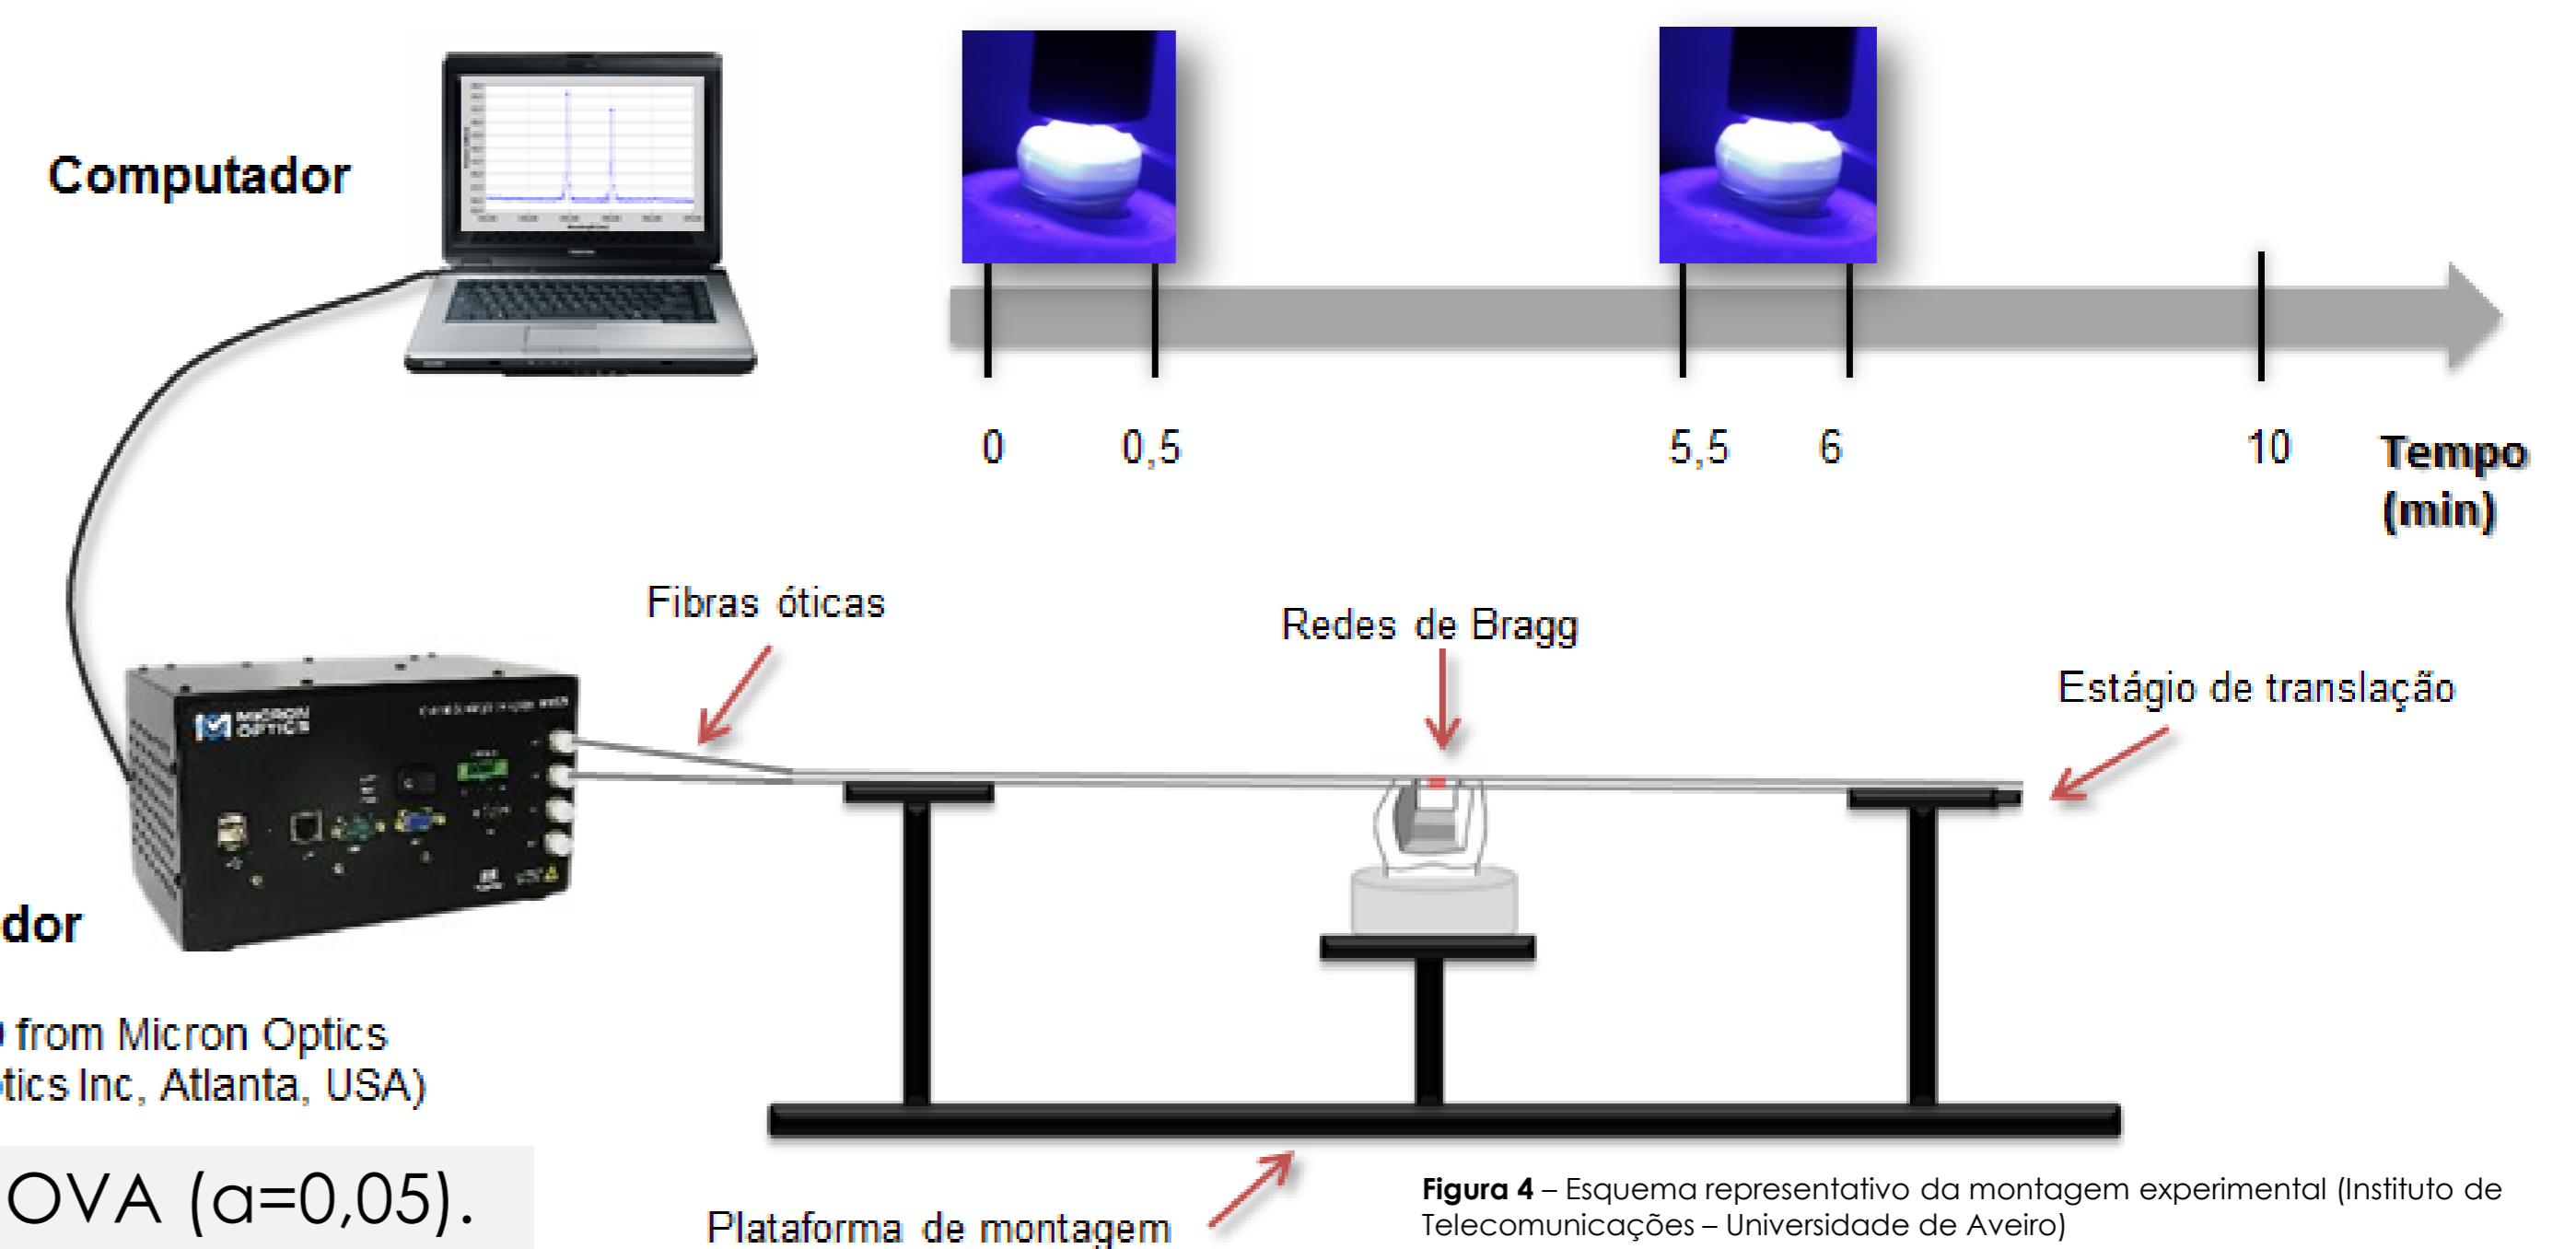 Computador
0
0,5
5,5
6
10
Tempo
(min)
Fibras óticas
Redes de Bragg
Estágio de translação
MICRON
OPTICS
dor
from Micron Optics
tics Inc, Atlanta, USA)
OVA (α=0,05).
Plataforma de montagem
Figura 4 – Esquema representativo da montagem experimental (Instituto de
Telecomunicações – Universidade de Aveiro)